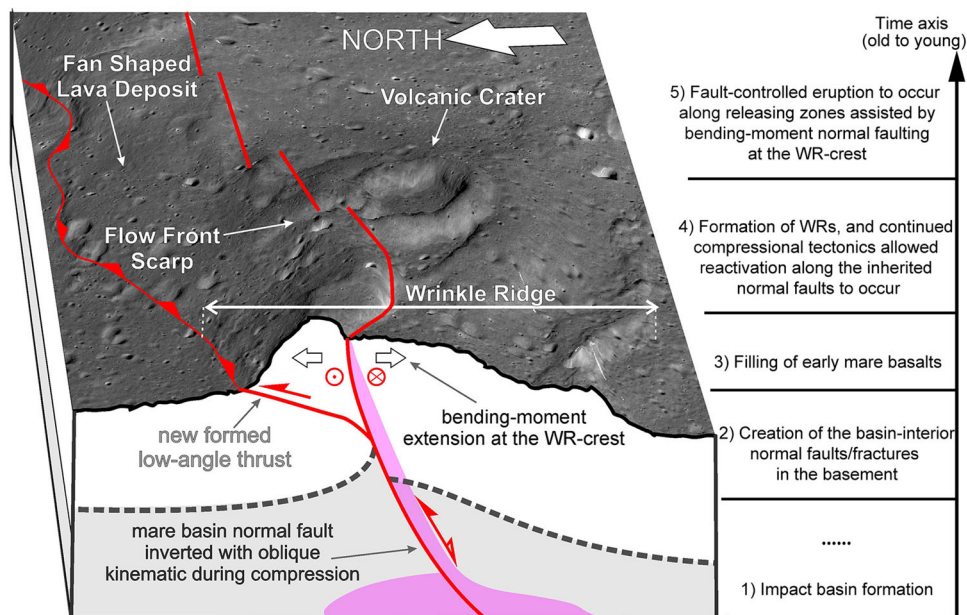 NORTH
Fan Shaped
Lava Deposit
Volcanic Crater
Flow Front
Scarp
Wrinkle Ridge
new formed
low-angle thrust
bending-moment
extension at the WR-crest
mare basin normal fault
inverted with oblique
kinematic during compression
Time axis
(old to young)
5) Fault-controlled eruption to occur
along releasing zones assisted by
bending-moment normal faulting
at the WR-crest
4) Formation of WRs, and continued
compressional tectonics allowed
reactivation along the inherited
normal faults to occur
3) Filling of early mare basalts
2) Creation of the basin-interior
normal faults/fractures
in the basement
......
1) Impact basin formation